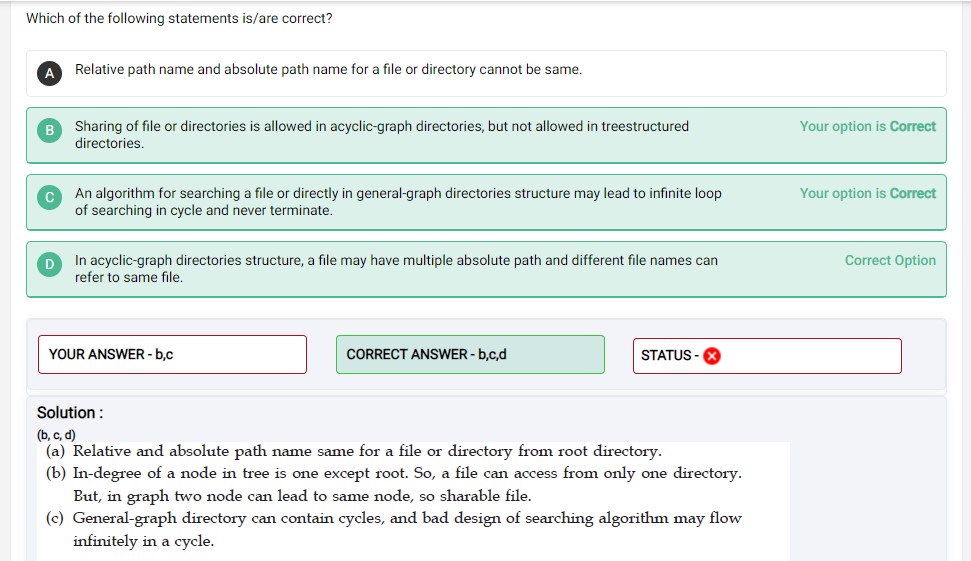 Which of the following statements is/are correct?
A Relative path name and absolute path name for a file or directory cannot be same.
B Sharing of file or directories is allowed in acyclic-graph directories, but not allowed in treestructured
directories.
Your option is Correct
C An algorithm for searching a file or directly in general-graph directories structure may lead to infinite loop
of searching in cycle and never terminate.
Your option is Correct
D In acyclic-graph directories structure, a file may have multiple absolute path and different file names can
refer to same file.
Correct Option
YOUR ANSWER - b,c
CORRECT ANSWER - b,c,d
STATUS -
Solution :
(b, c, d)
(a) Relative and absolute path name same for a file or directory from root directory.
(b) In-degree of a node in tree is one except root. So, a file can access from only one directory.
But, in graph two node can lead to same node, so sharable file.
(c) General-graph directory can contain cycles, and bad design of searching algorithm may flow
infinitely in a cycle.